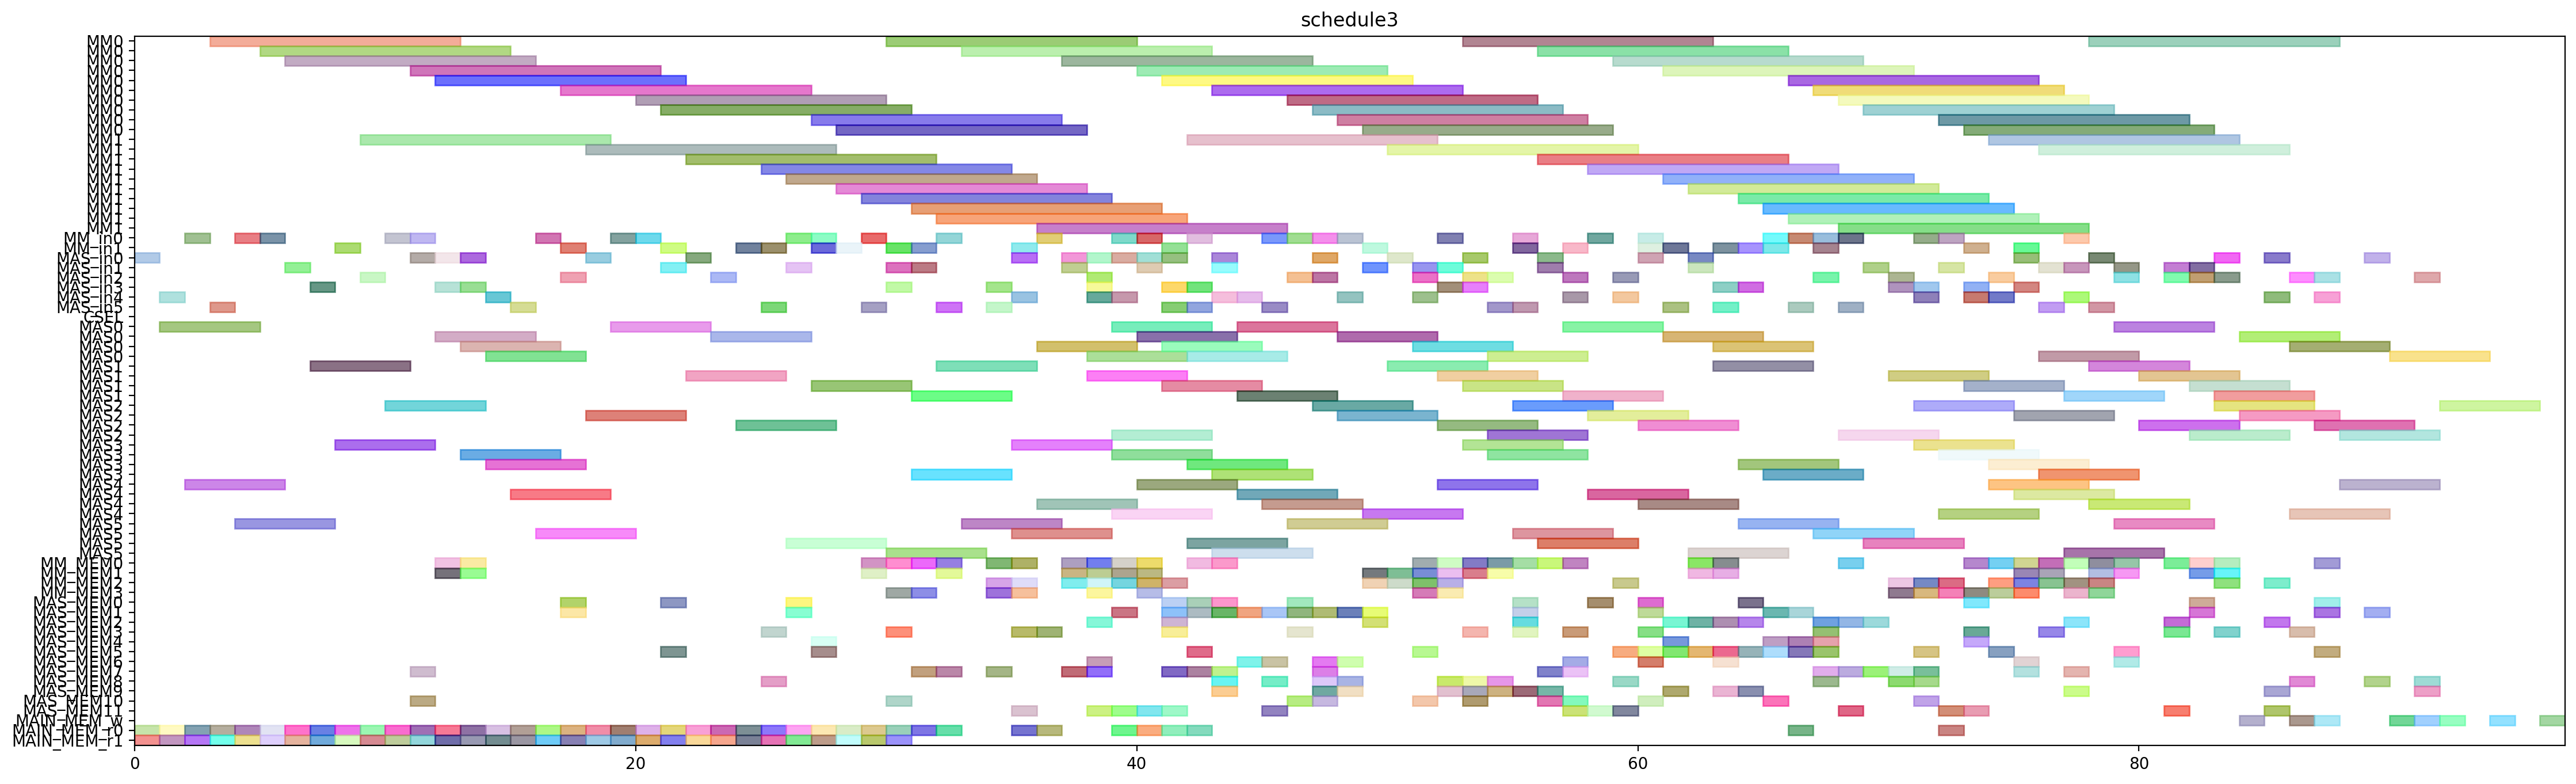 schedule3
MM0
MM0
MM0
MM0
MM0
MM0
MM0
MM0
MM0
MM0
MM1
MM1
MM1
MM1
MM1
MM1
MM1
MM1
MM1
MM1
MM_in0
MM_in1
MAS_in0
MAS_in1
MAS_in2
MAS_in3
MAS_in4
MAS_in5
CSEL
MAS0
MAS0
MAS0
MAS0
MAS1
MAS1
MAS1
MAS1
MAS2
MAS2
MAS2
MAS2
MAS3
MAS3
MAS3
MAS3
MAS4
MAS4
MAS4
MAS4
MAS5
MAS5
MAS5
MAS5
MM_MEM0
MM_MEM1
MM_MEM2
MM_MEM3
MAS_MEM0
MAS_MEM1
MAS_MEM2
MAS_MEM3
MAS_MEM4
MAS_MEM5
MAS_MEM6
MAS_MEM7
MAS_MEM8
MAS_MEM9
MAS_MEM10
MAS_MEM11
MAIN_MEM_w
MAIN_MEM_r0
MAIN_MEM_r1
0 20 40 60 80